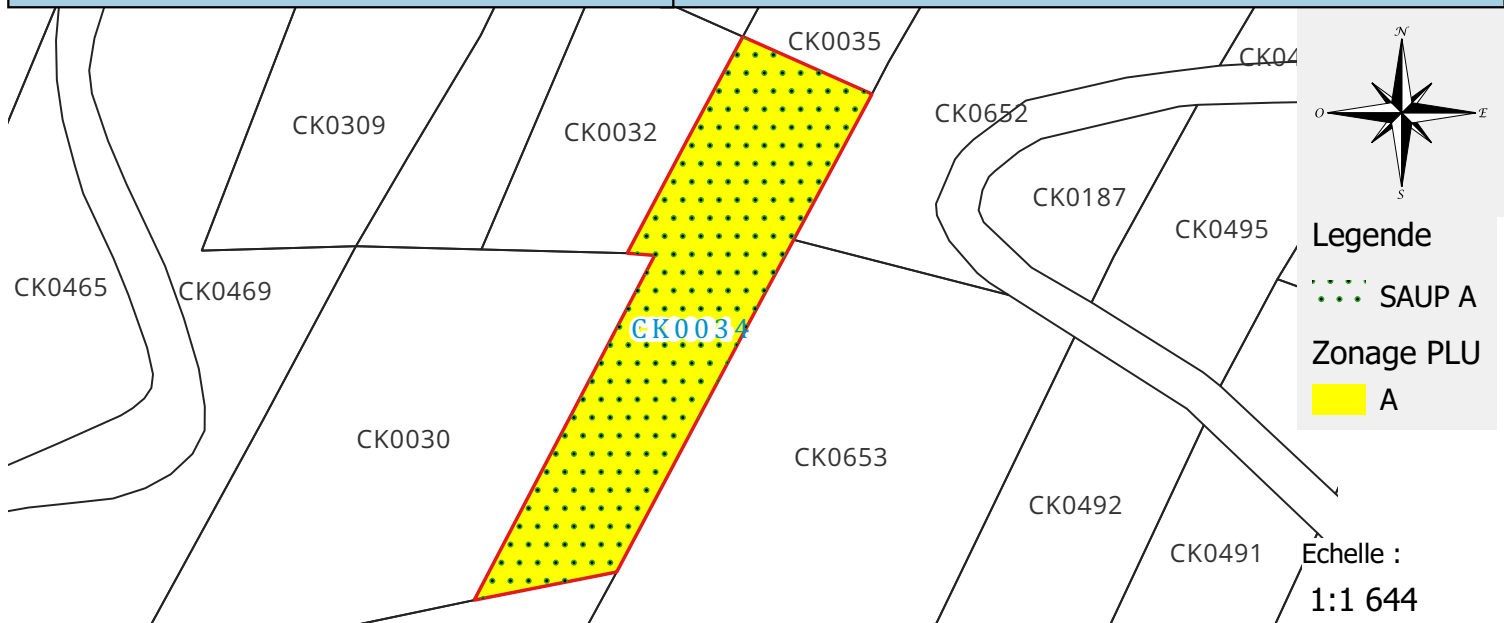 CK0035
CK04
CK0652
CK0309
CK0032
CK0187
CK0495
CK0465
CK0469
CK0034
CK0030
CK0653
CK0492
CK0491
N
O
E
S
Legende
SAUP A
Zonage PLU
A
Echelle :
1:1 644